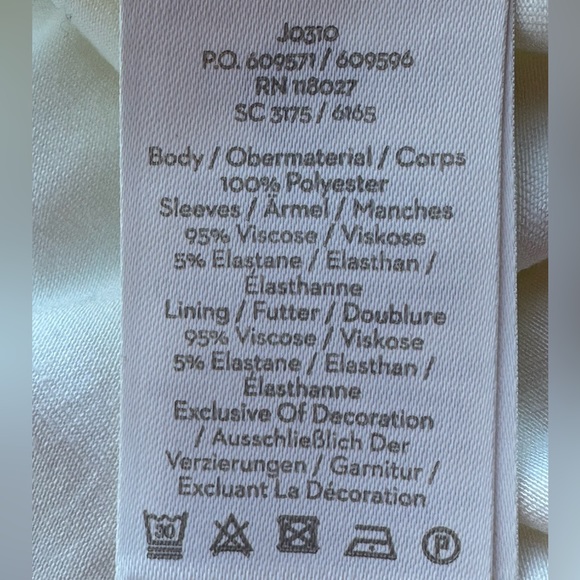 J0310
P.O. 609571 / 609596
RN 118027
SC 3175 / 6165
Body / Obermaterial / Corps
100% Polyester
Sleeves / Ärmel / Manches
95% Viscose / Viskose
5% Elastane / Elasthan /
Élasthanne
Lining / Futter / Doublure
95% Viscose / Viskose
5% Elastane / Elasthan /
Élasthanne
Exclusive Of Decoration
/ Ausschließlich Der
Verzierungen / Garnitur /
Excluant La Décoration
30 P